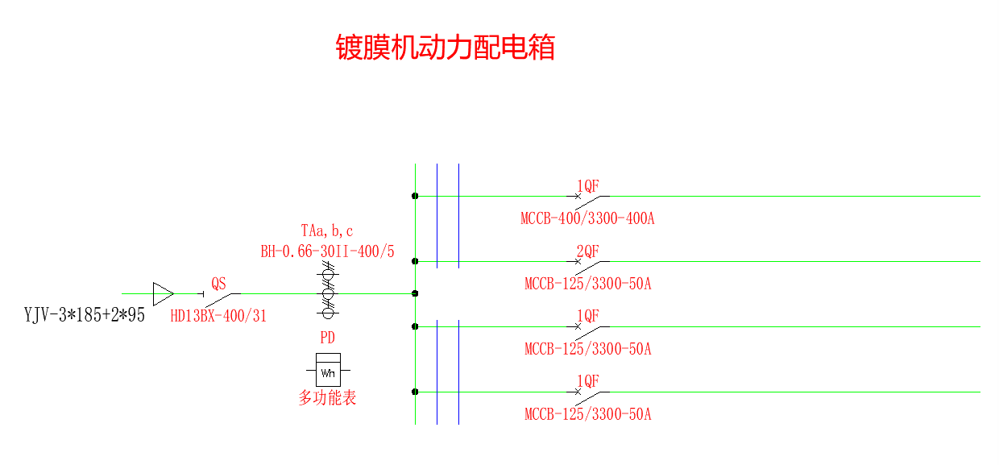 镀膜机动力配电箱
1QF
MCCB-400/3300-400A
TAa,b,c
BH-0.66-30II-400/5
2QF
MCCB-125/3300-50A
QS
YJV-3*185+2*95
HD13BX-400/31
1QF
MCCB-125/3300-50A
PD
Wh
多功能表
1QF
MCCB-125/3300-50A